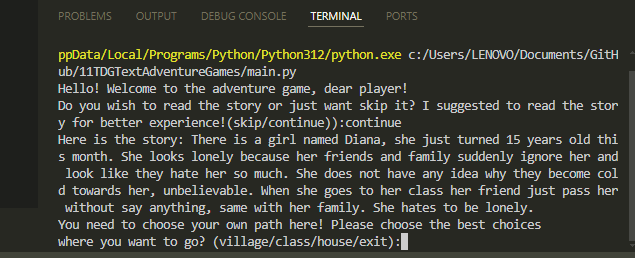 PROBLEMS OUTPUT DEBUG CONSOLE TERMINAL PORTS
ppData/Local/Programs/Python/Python312/python.exe c:/Users/LENOVO/Documents/GitH
ub/11TDGTextAdventureGames/main.py
Hello! Welcome to the adventure game, dear player!
Do you wish to read the story or just want skip it? I suggested to read the stor
y for better experience!(skip/continue)):continue
Here is the story: There is a girl named Diana, she just turned 15 years old thi
s month. She looks lonely because her friends and family suddenly ignore her and
 look like they hate her so much. She does not have any idea why they become col
d towards her, unbelievable. When she goes to her class her friend just pass her
 without say anything, same with her family. She hates to be lonely.
You need to choose your own path here! Please choose the best choices
where you want to go? (village/class/house/exit):